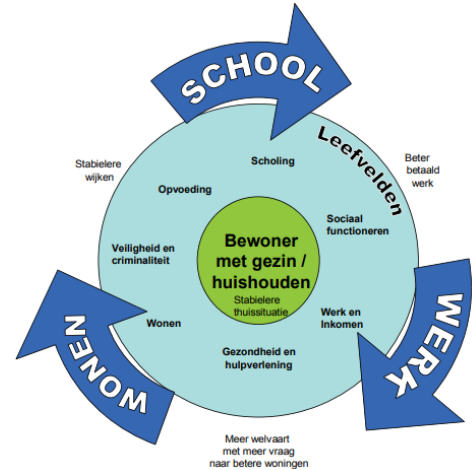 SCHOOL
Leefvelden
Stabielere
wijken
Beter
betaald
werk
Scholing
Opvoeding
Sociaal
functioneren
Veiligheid en
criminaliteit
Bewoner
met gezin /
huishouden
Stabielere
thuissituatie
Wonen
Werk en
Inkomen
Gezondheid en
hulpverlening
WONEN
WERK
Meer welvaart
met meer vraag
naar betere woningen